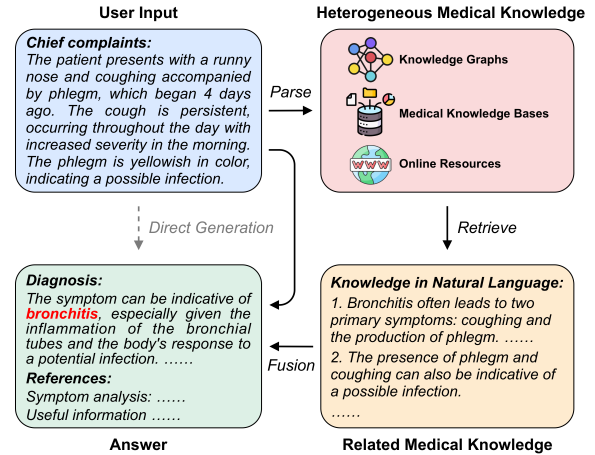 User Input
Chief complaints:
The patient presents with a runny
nose and coughing accompanied
by phlegm, which began 4 days
ago. The cough is persistent,
occurring throughout the day with
increased severity in the morning.
The phlegm is yellowish in color,
indicating a possible infection.
Parse
Heterogeneous Medical Knowledge
Knowledge Graphs
Medical Knowledge Bases
WWW
Online Resources
Direct Generation
Retrieve
Diagnosis:
The symptom can be indicative of
bronchitis, especially given the
inflammation of the bronchial
tubes and the body's response to
a potential infection. ……
References:
Symptom analysis: ……
Useful information ……
Answer
Fusion
Knowledge in Natural Language:
1. Bronchitis often leads to two
primary symptoms: coughing and
the production of phlegm. ……
2. The presence of phlegm and
coughing can also be indicative of
a possible infection.
……
Related Medical Knowledge